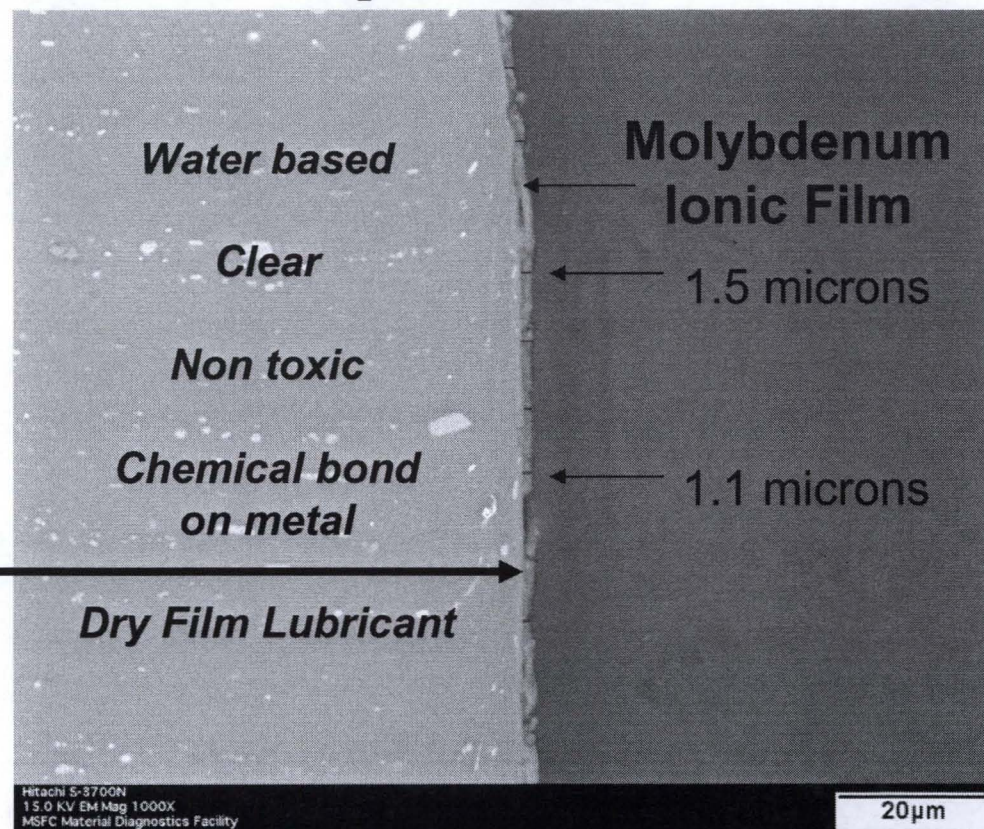 Water based
Clear
Non toxic
Chemical bond
on metal
Dry Film Lubricant
Molybdenum
Ionic Film
1.5 microns
1.1 microns
Hitachi S-3700N
15.0 KV EM Mag 1000X
MSFC Material Diagnostics Facility
20µm